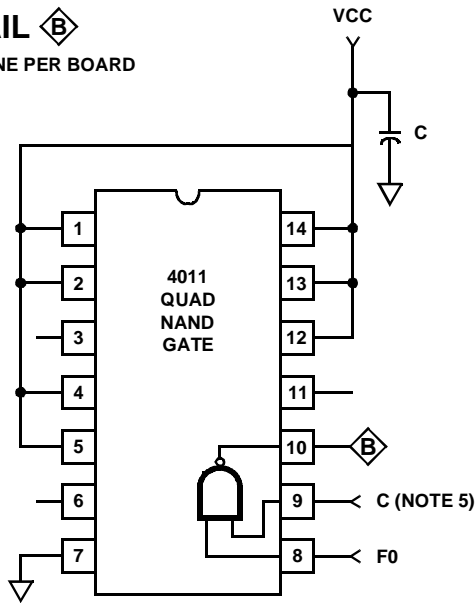 AIL B
NE PER BOARD
VCC
C
1
14
2
13
4011
QUAD
NAND
GATE
3
12
4
11
5
10
B
6
9
C (NOTE 5)
7
8
F0